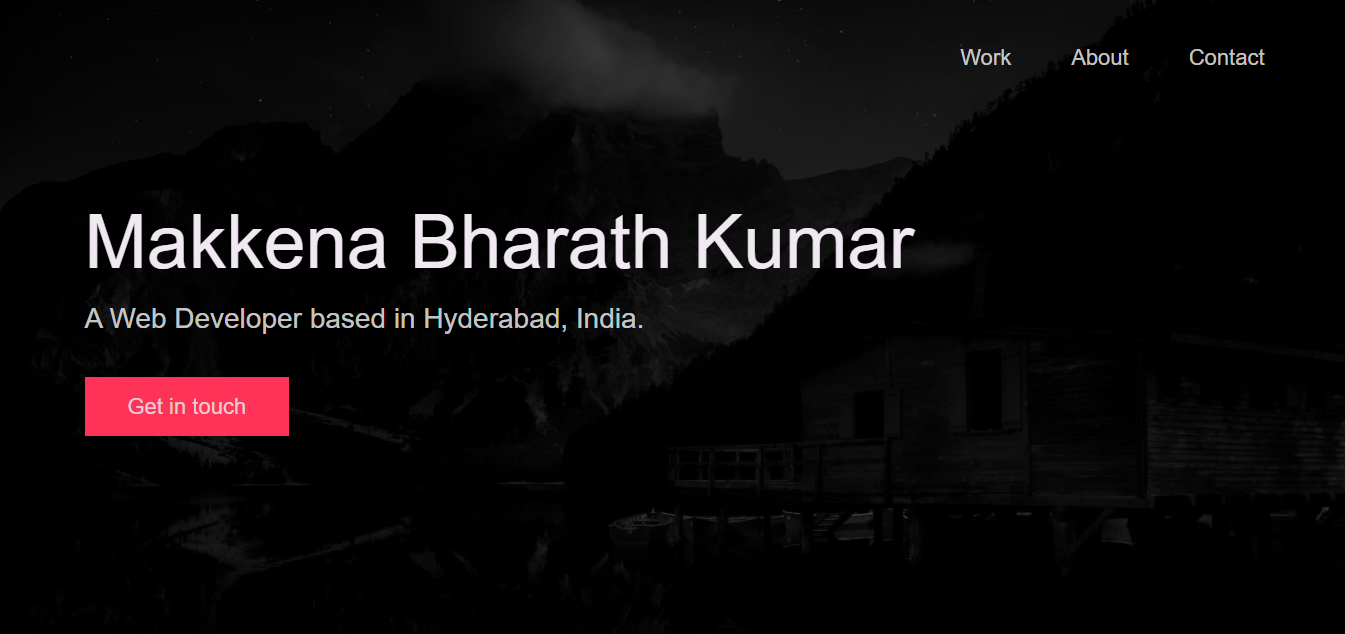 Work About Contact
Makkena Bharath Kumar
A Web Developer based in Hyderabad, India.
Get in touch